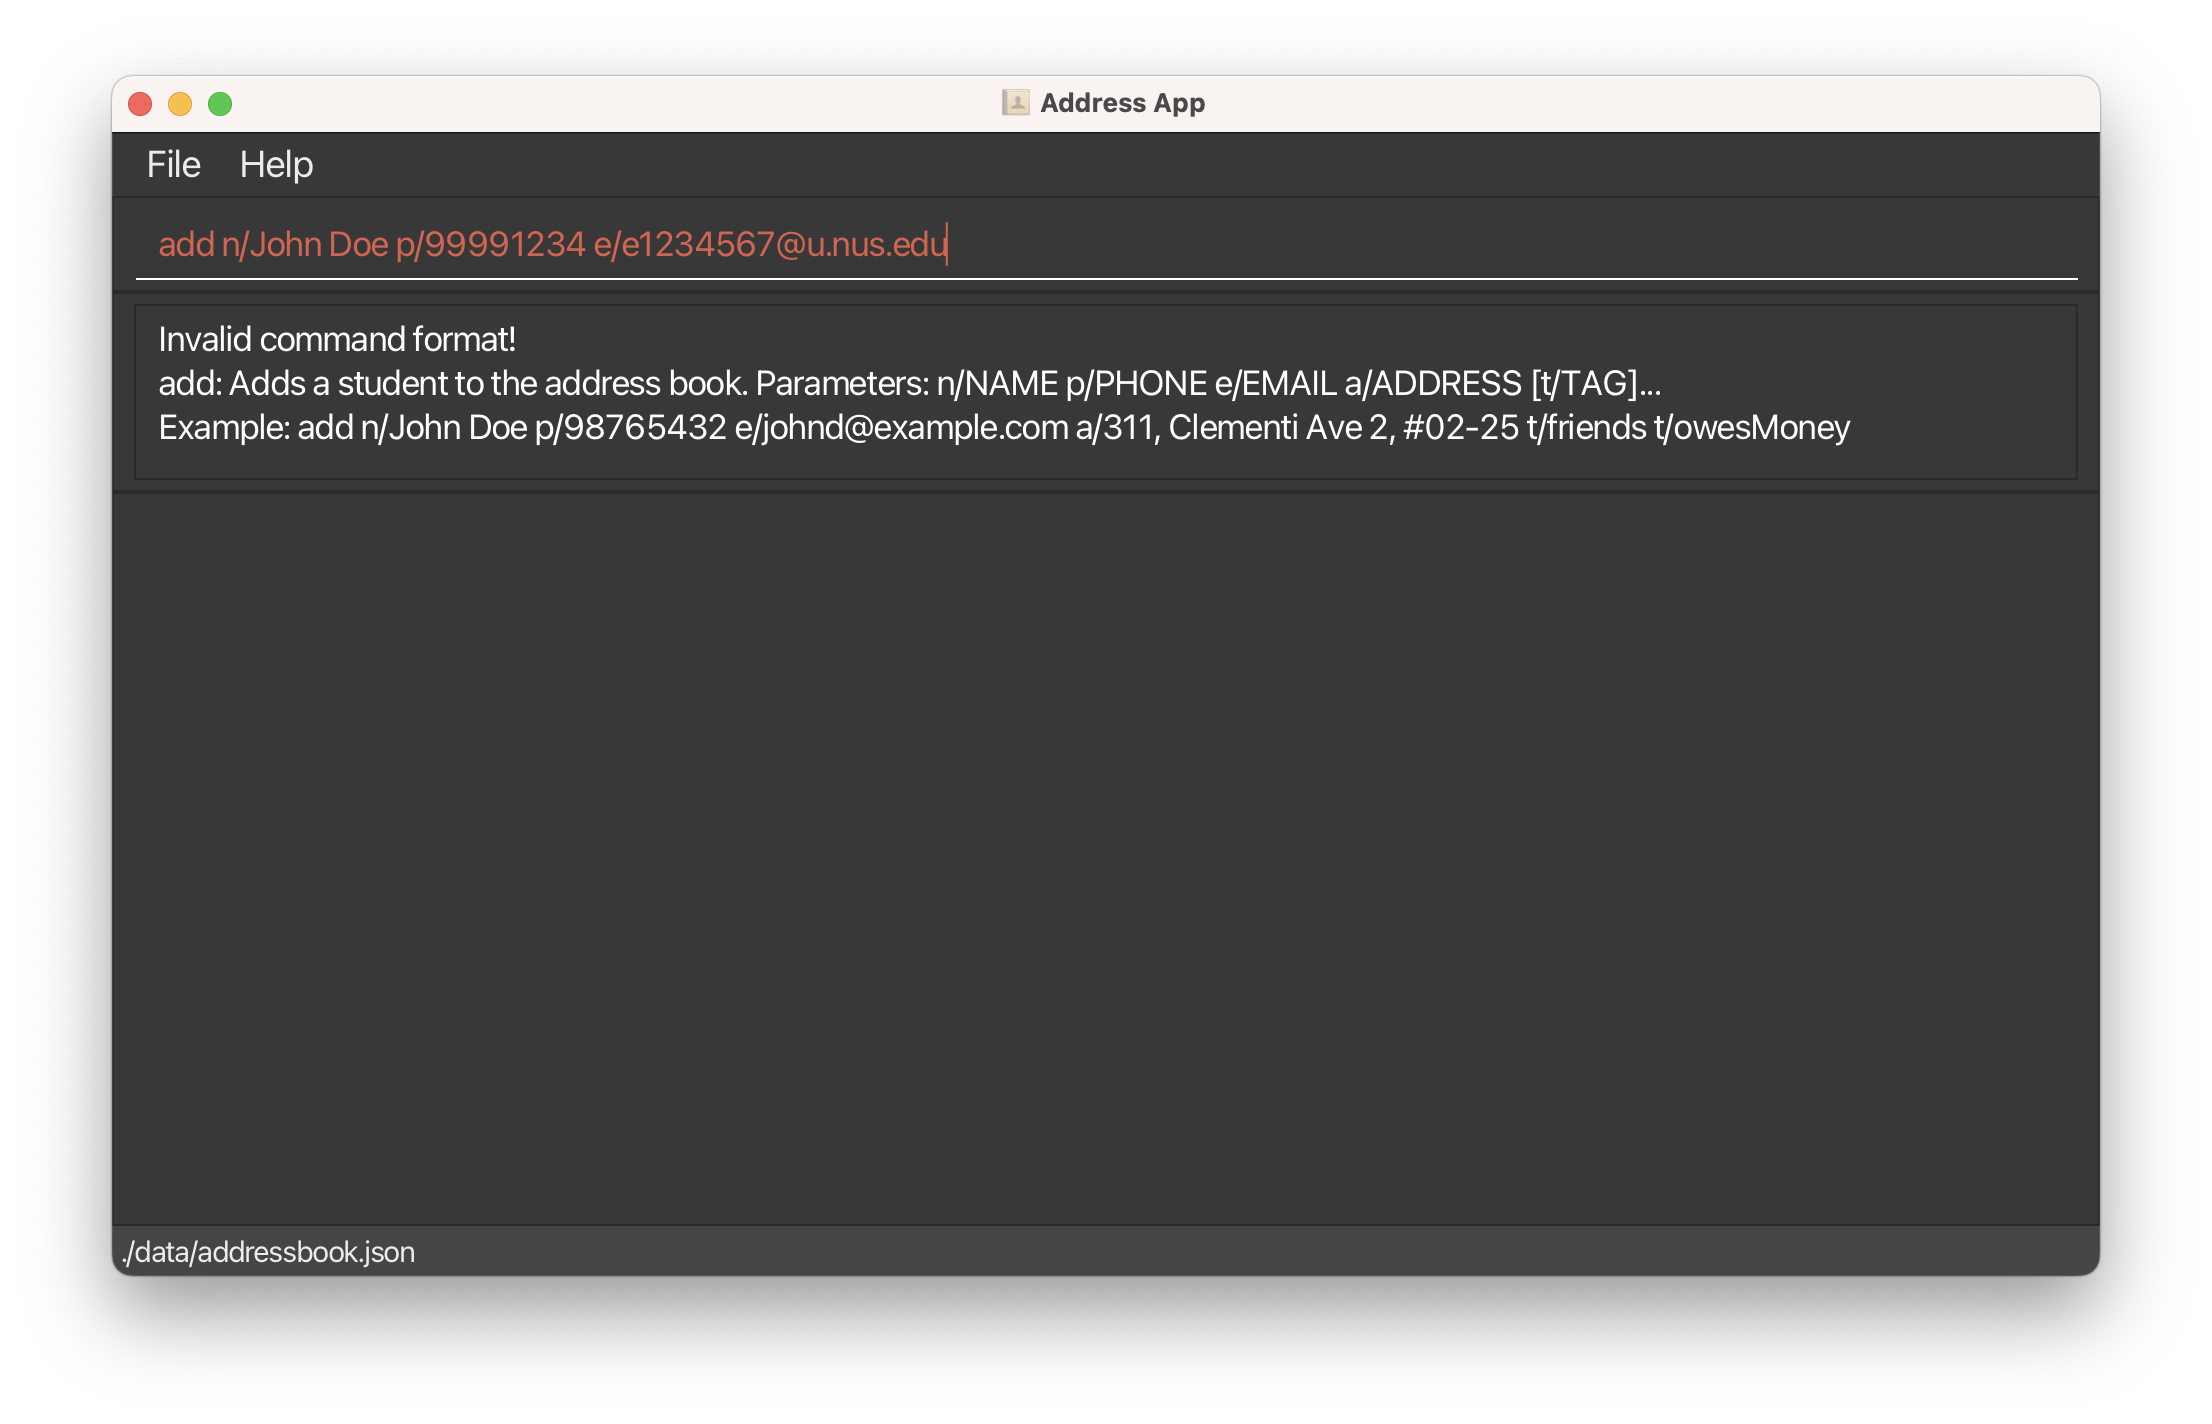 Address App
File Help
add n/John Doe p/99991234 e/e1234567@u.nus.edu
Invalid command format!
add: Adds a student to the address book. Parameters: n/NAME p/PHONE e/EMAIL a/ADDRESS [t/TAG]...
Example: add n/John Doe p/98765432 e/johnd@example.com a/311, Clementi Ave 2, #02-25 t/friends t/owesMoney
./data/addressbook.json